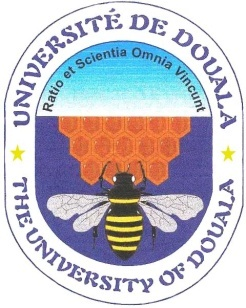 UNIVERSITÉ DE DOUALA
Ratio et Scientia Omnia Vincunt
THE UNIVERSITY OF DOUALA